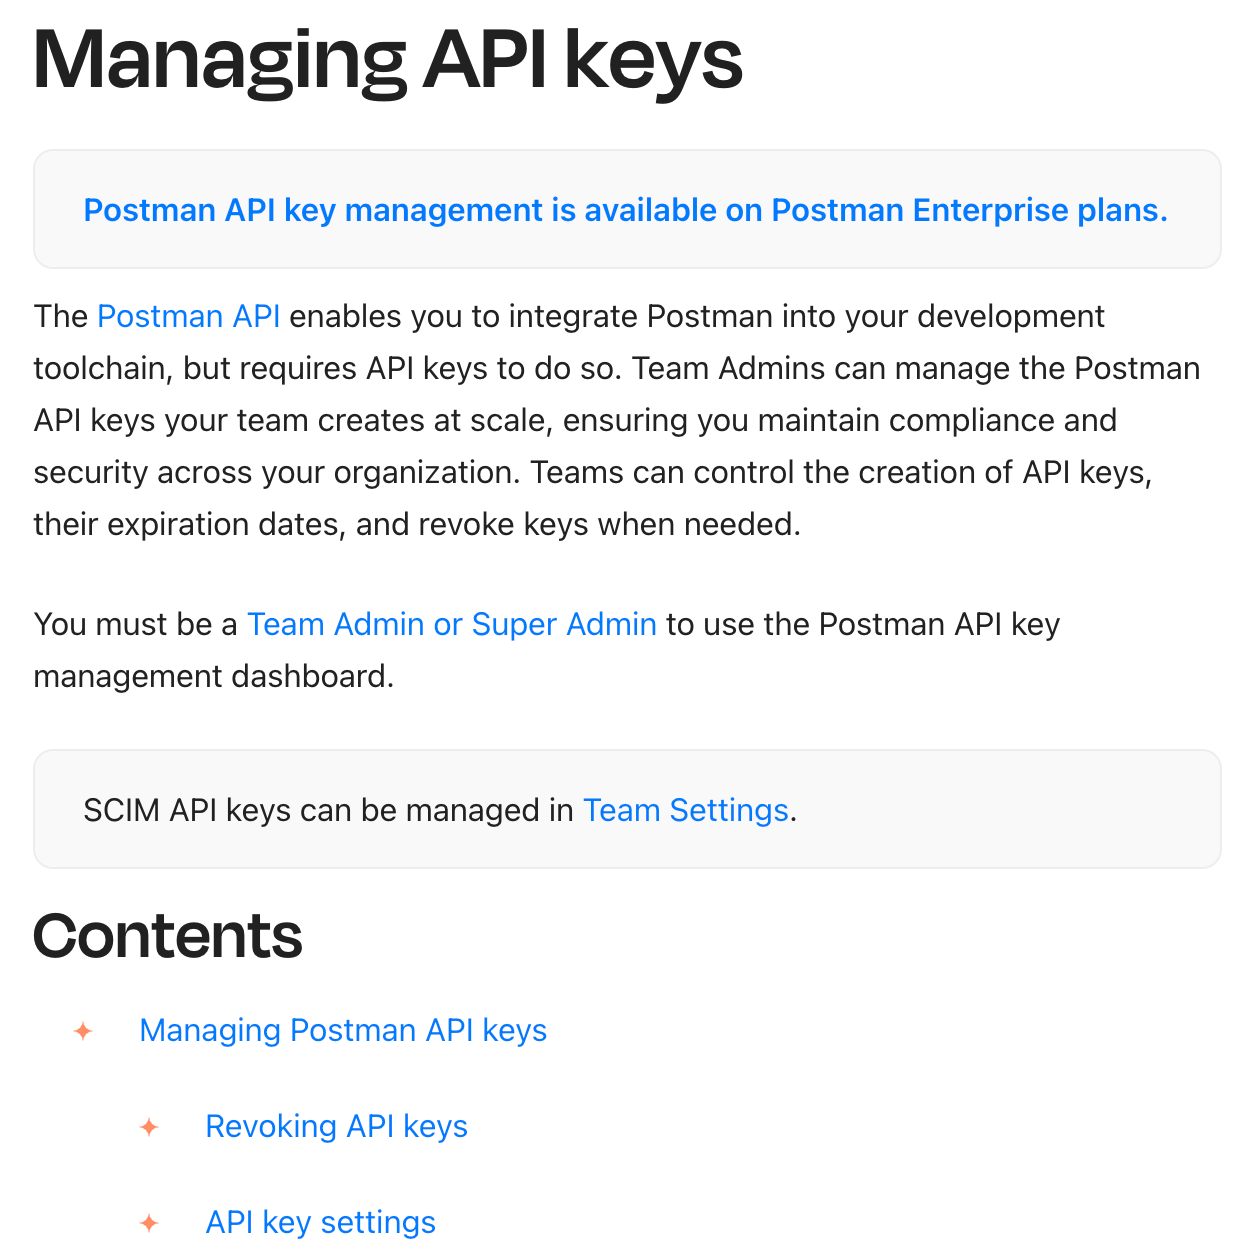 Managing API keys
Postman API key management is available on Postman Enterprise plans.
The Postman API enables you to integrate Postman into your development
toolchain, but requires API keys to do so. Team Admins can manage the Postman
API keys your team creates at scale, ensuring you maintain compliance and
security across your organization. Teams can control the creation of API keys,
their expiration dates, and revoke keys when needed.
You must be a Team Admin or Super Admin to use the Postman API key
management dashboard.
SCIM API keys can be managed in Team Settings.
Contents
Managing Postman API keys
Revoking API keys
API key settings